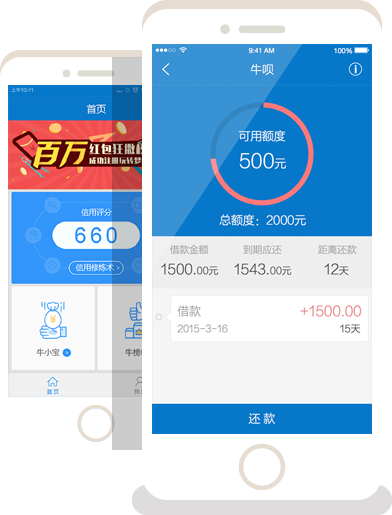 上午10:11
首页
百万红包狂撒
成功注册玩转梦
信用评分
660
信用修炼术
牛小宝
牛榜
首页
9:41 AM
100%
牛呗
可用额度
500元
总额度：2000元
借款金额
到期应还
距离还款
1500.00元
1543.00元
12天
借款
+1500.00
2015-3-16
15天
还 款